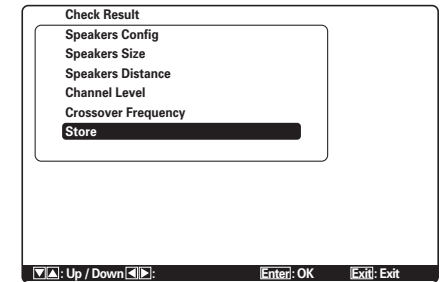 Check Result
Speakers Config
Speakers Size
Speakers Distance
Channel Level
Crossover Frequency
Store
▼▲: Up / Down ◀▶: Enter: OK Exit: Exit